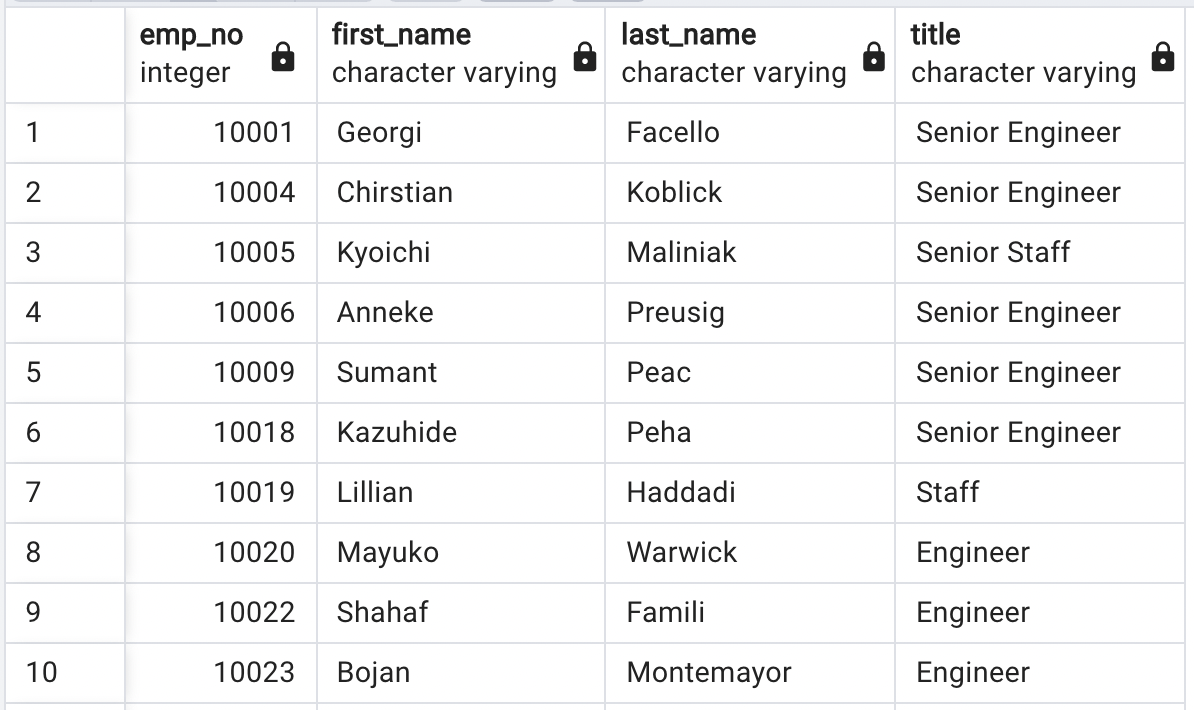 emp_no first_name last_name title
integer character varying character varying character varying
1 10001 Georgi Facello Senior Engineer
2 10004 Chirstian Koblick Senior Engineer
3 10005 Kyoichi Maliniak Senior Staff
4 10006 Anneke Preusig Senior Engineer
5 10009 Sumant Peac Senior Engineer
6 10018 Kazuhide Peha Senior Engineer
7 10019 Lillian Haddadi Staff
8 10020 Mayuko Warwick Engineer
9 10022 Shahaf Famili Engineer
10 10023 Bojan Montemayor Engineer